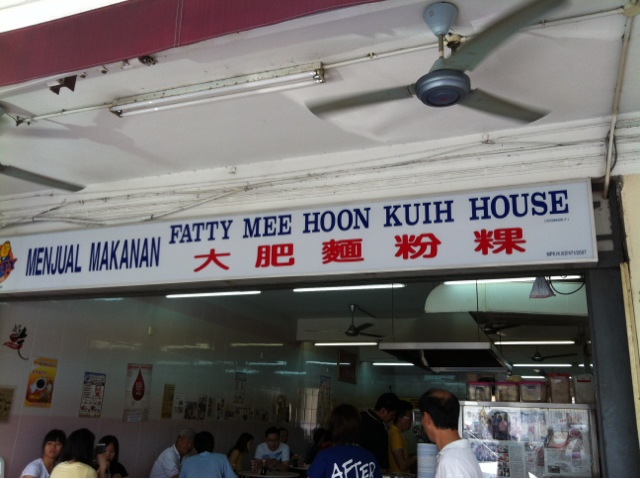 MENJUAL MAKANAN
FATTY MEE HOON KUIH HOUSE
大肥麵粉粿
AFTER